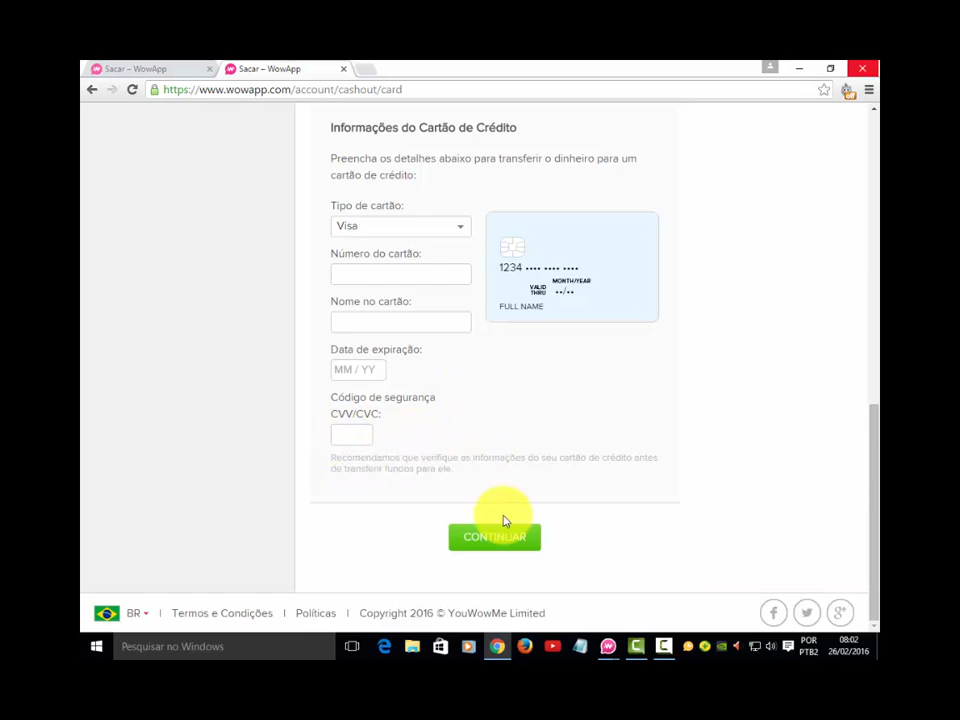 Sacar – WowApp
Sacar – WowApp
https://www.wowapp.com/account/cashout/card
Informações do Cartão de Crédito
Preencha os detalhes abaixo para transferir o dinheiro para um
cartão de crédito:
Tipo de cartão:
Visa
Número do cartão:
1234 •••• •••• ••••
MONTH/YEAR
VALID
THRU
••/••
FULL NAME
Nome no cartão:
Data de expiração:
MM / YY
Código de segurança
CVV/CVC:
Recomendamos que verifique as informações do seu cartão de crédito antes
de transferir fundos para ele.
CONTINUAR
BR | Termos e Condições | Políticas | Copyright 2016 © YouWowMe Limited
Pesquisar no Windows
POR
PTB2
08:02
26/02/2016